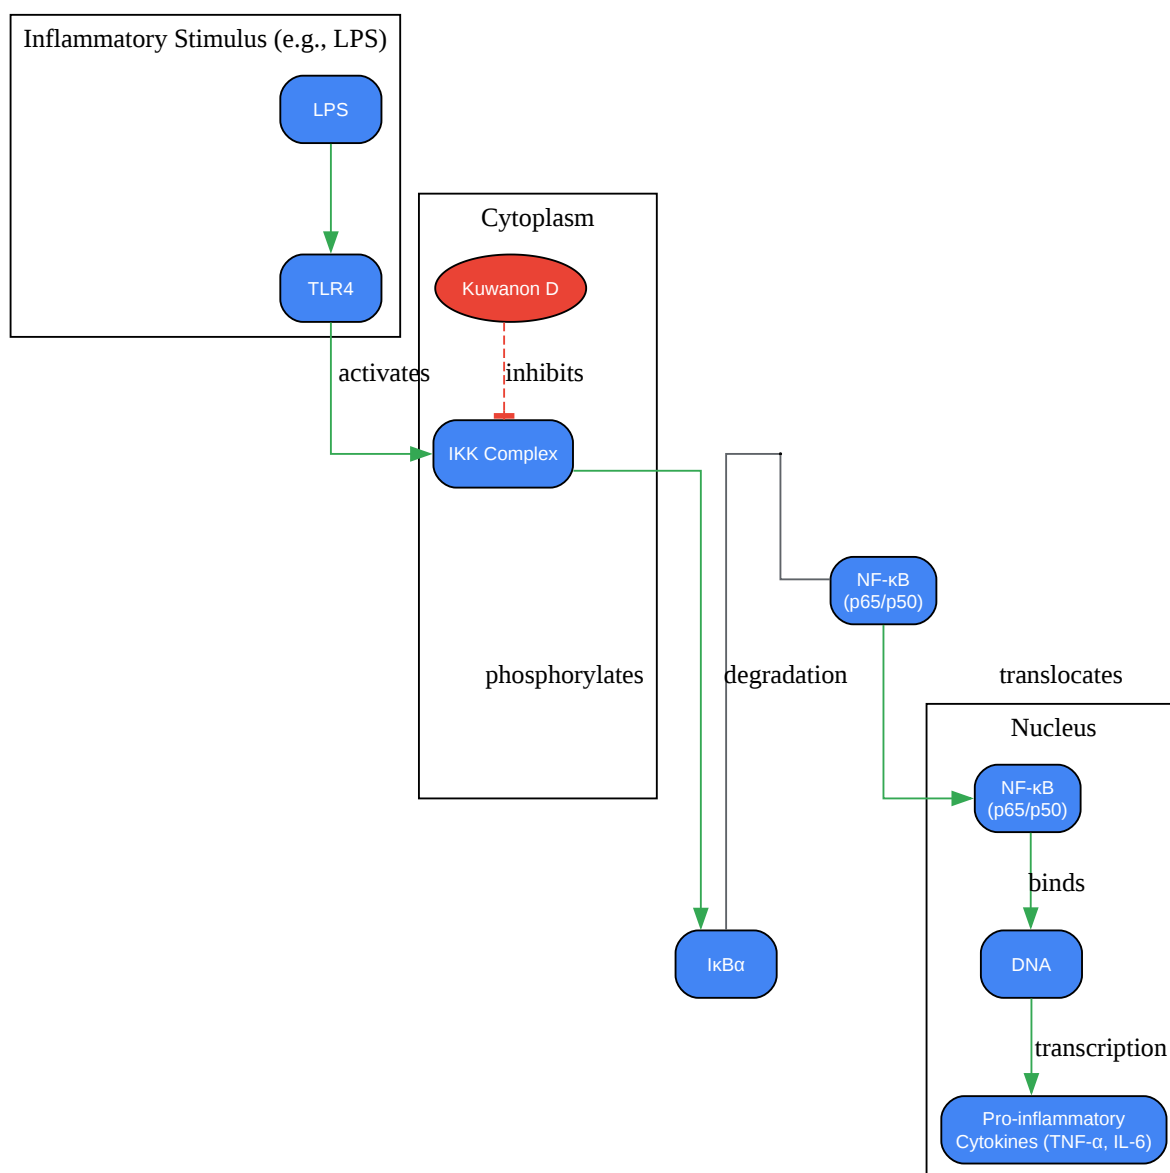 Inflammatory Stimulus (e.g., LPS)
LPS
TLR4
activates
Cytoplasm
Kuwanon D
inhibits
IKK Complex
phosphorylates
degradation
IκBα
NF-κB
(p65/p50)
translocates
Nucleus
NF-κB
(p65/p50)
binds
DNA
transcription
Pro-inflammatory
Cytokines (TNF-α, IL-6)